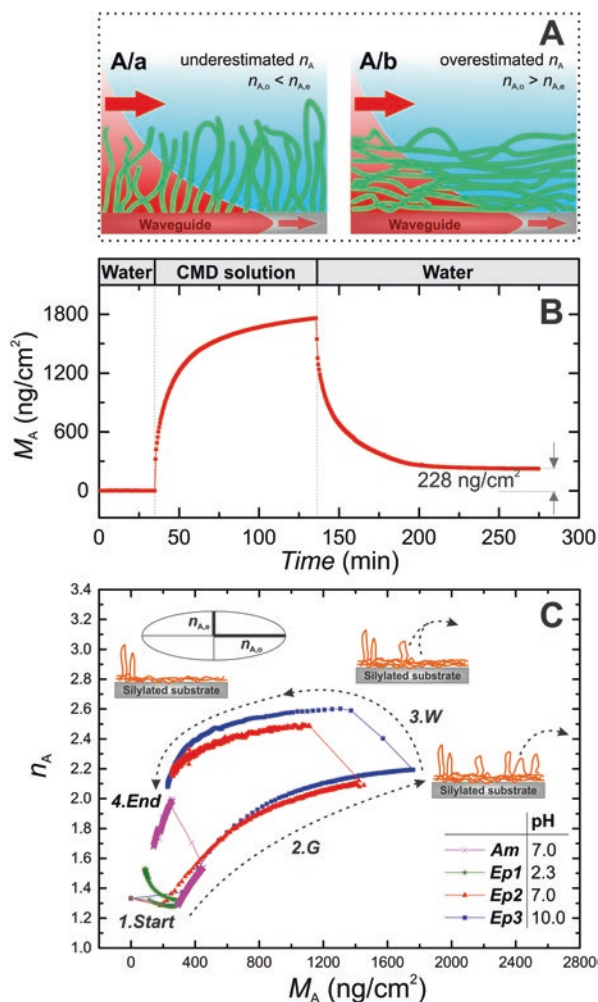 A
A/a
underestimated nA
nA,o < nA,e
A/b
overestimated nA
nA,o > nA,e
Waveguide
Waveguide
Water
CMD solution
Water
B
MA (ng/cm²)
1800
1200
600
0
228 ng/cm²
0 50 100 150 200 250 300
Time (min)
C
nA
3.4
3.2
3.0
2.8
2.6
2.4
2.2
2.0
1.8
1.6
1.4
1.2
1.0
nA,e
nA,o
Silylated substrate
Silylated substrate
3.W
Silylated substrate
4.End
2.G
1.Start
pH
Am 7.0
Ep1 2.3
Ep2 7.0
Ep3 10.0
0 400 800 1200 1600 2000 2400 2800
MA (ng/cm²)